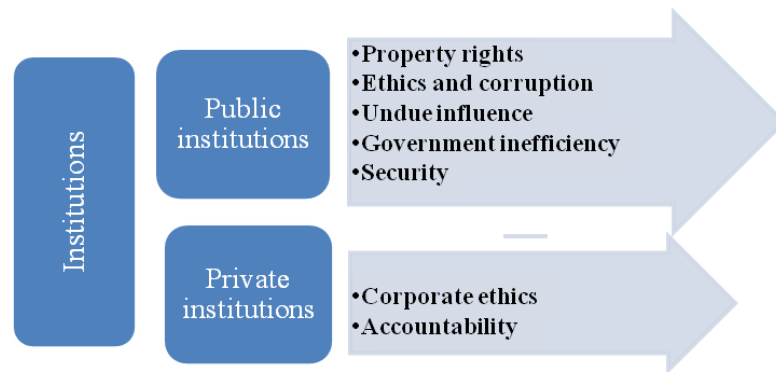 Institutions
Public
institutions
•Property rights
•Ethics and corruption
•Undue influence
•Government inefficiency
•Security
Private
institutions
•Corporate ethics
•Accountability